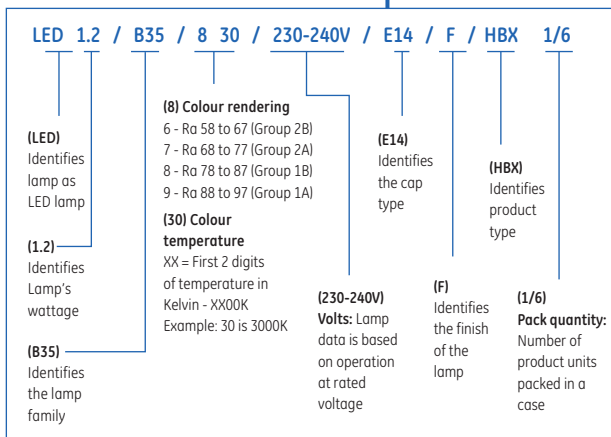 LED 1.2 / B35 / 8 30 / 230-240V / E14 / F / HBX 1/6
(LED)
Identifies
lamp as
LED lamp
(1.2)
Identifies
Lamp's
wattage
(B35)
Identifies
the lamp
family
(8) Colour rendering
6 - Ra 58 to 67 (Group 2B)
7 - Ra 68 to 77 (Group 2A)
8 - Ra 78 to 87 (Group 1B)
9 - Ra 88 to 97 (Group 1A)
(30) Colour
temperature
XX = First 2 digits
of temperature in
Kelvin - XX00K
Example: 30 is 3000K
(230-240V)
Volts: Lamp
data is based
on operation
at rated
voltage
(E14)
Identifies
the cap
type
(F)
Identifies
the finish
of the
lamp
(HBX)
Identifies
product
type
(1/6)
Pack quantity:
Number of
product units
packed in a
case